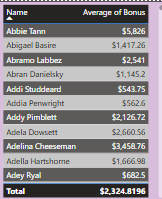 Name Average of Bonus
Abbie Tann $5,826
Abigael Basire $1,417.26
Abramo Labbez $2,541
Abran Danielsky $1,145.2
Addi Studdeard $543.75
Addia Penwright $562.6
Addy Pimblett $2,126.72
Adela Dowsett $2,660.56
Adelina Cheeseman $3,458.76
Adella Hartshorne $1,666.98
Adey Ryal $682.5
Total $2,324.8196